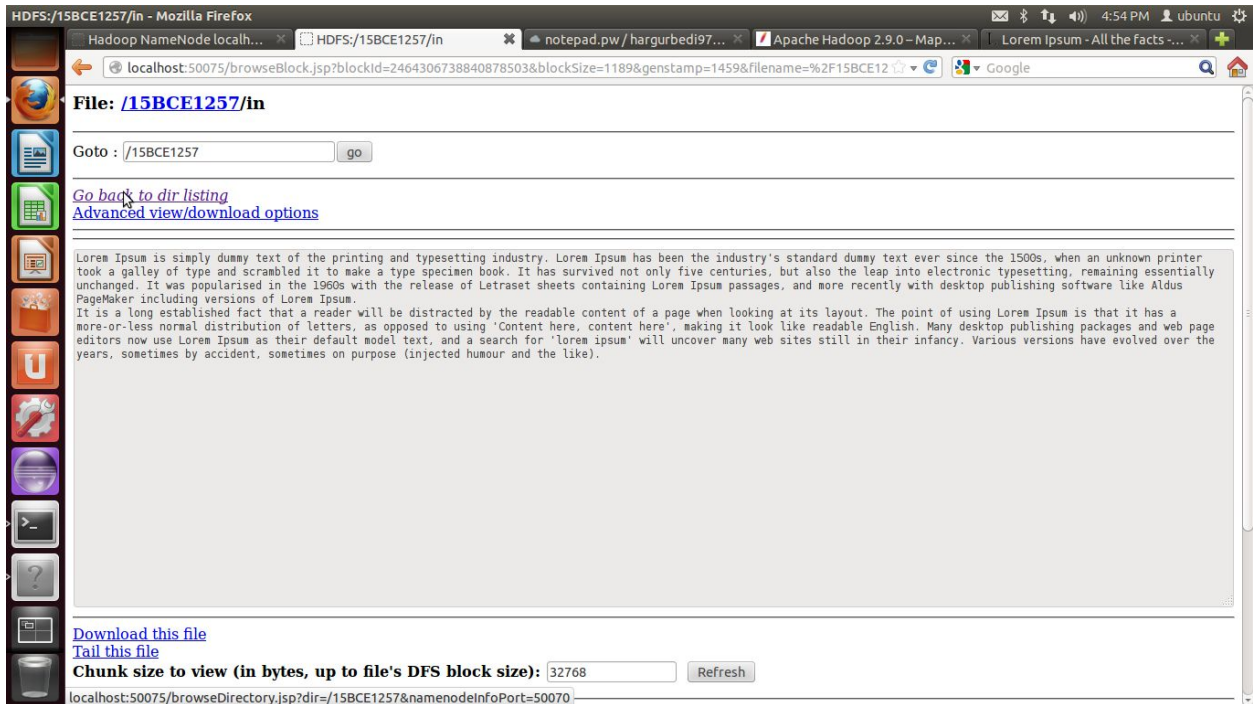 HDFS:/15BCE1257/in - Mozilla Firefox
4:54 PM ubuntu
Hadoop NameNode localh...
HDFS:/15BCE1257/in
notepad.pw / hargurbedi97...
Apache Hadoop 2.9.0 – Map...
Lorem Ipsum - All the facts -...
localhost:50075/browseBlock.jsp?blockId=2464306738840878503&blockSize=1189&genstamp=1459&filename=%2F15BCE12
Google
File: /15BCE1257/in
Goto : /15BCE1257 go
Go back to dir listing
Advanced view/download options
Lorem Ipsum is simply dummy text of the printing and typesetting industry. Lorem Ipsum has been the industry's standard dummy text ever since the 1500s, when an unknown printer
took a galley of type and scrambled it to make a type specimen book. It has survived not only five centuries, but also the leap into electronic typesetting, remaining essentially
unchanged. It was popularised in the 1960s with the release of Letraset sheets containing Lorem Ipsum passages, and more recently with desktop publishing software like Aldus
PageMaker including versions of Lorem Ipsum.
It is a long established fact that a reader will be distracted by the readable content of a page when looking at its layout. The point of using Lorem Ipsum is that it has a
more-or-less normal distribution of letters, as opposed to using 'Content here, content here', making it look like readable English. Many desktop publishing packages and web page
editors now use Lorem Ipsum as their default model text, and a search for 'lorem ipsum' will uncover many web sites still in their infancy. Various versions have evolved over the
years, sometimes by accident, sometimes on purpose (injected humour and the like).
Download this file
Tail this file
Chunk size to view (in bytes, up to file's DFS block size): 32768 Refresh
localhost:50075/browseDirectory.jsp?dir=/15BCE1257&namenodeInfoPort=50070